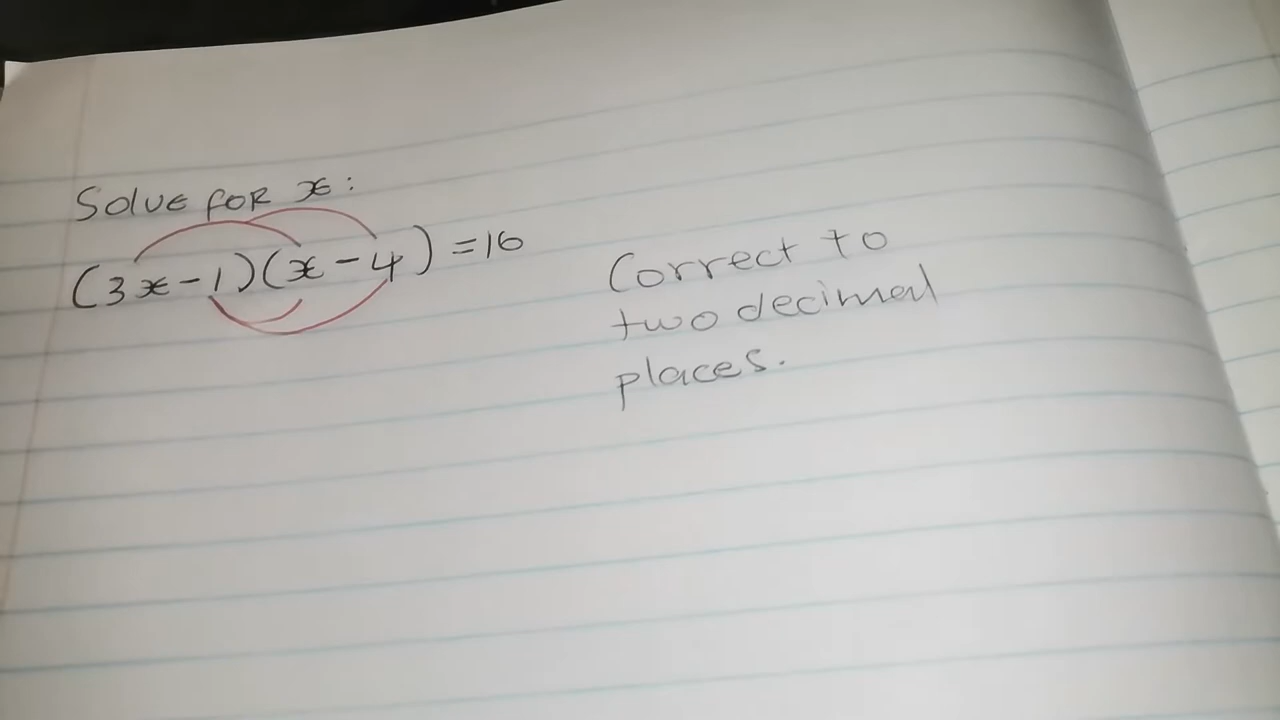 Solve for x:
(3x-1)(x-4)=16
Correct to
two decimal
places.